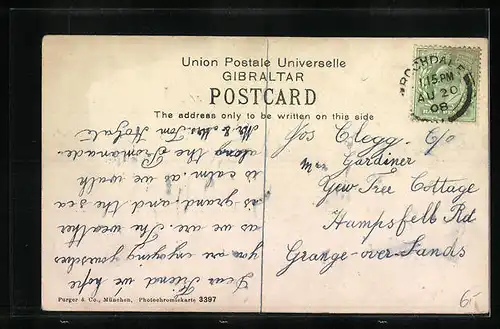 Union Postale Universelle
GIBRALTAR
POSTCARD
The address only to be written on this side
ROCHDALE
1.15 PM
AU 20
08
Jos Clegg. C/o
Mrs Gardiner
Yew Tree Cottage
Hampsfell Rd
Grange-over-Sands
Dear Friend we hope
you are enjoying yourselves
as we are. The weather
is grand, and the sea
is calm, as we walk
along the Promanade.
Mr & Mrs Tom
Purger & Co., München, Photochromiekarte 3397
6.